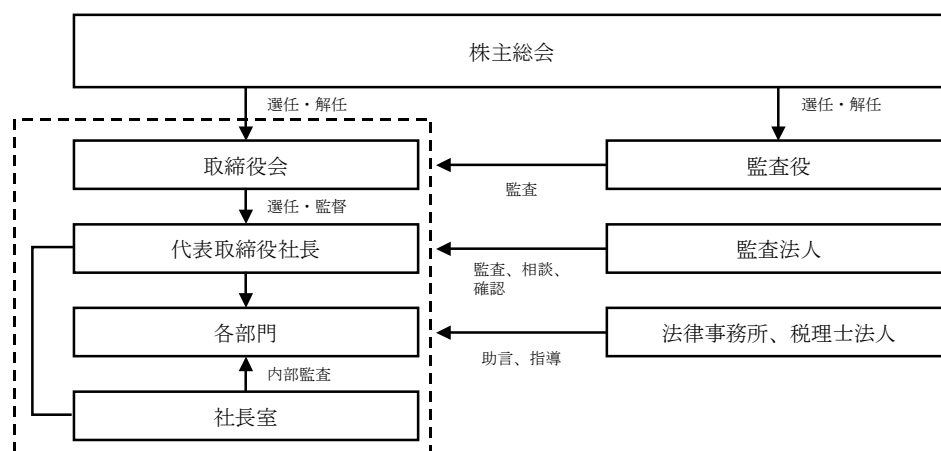 株主総会
選任・解任
選任・解任
取締役会
監査役
監査
選任・監督
代表取締役社長
監査法人
監査、相談、
確認
各部門
法律事務所、税理士法人
助言、指導
内部監査
社長室